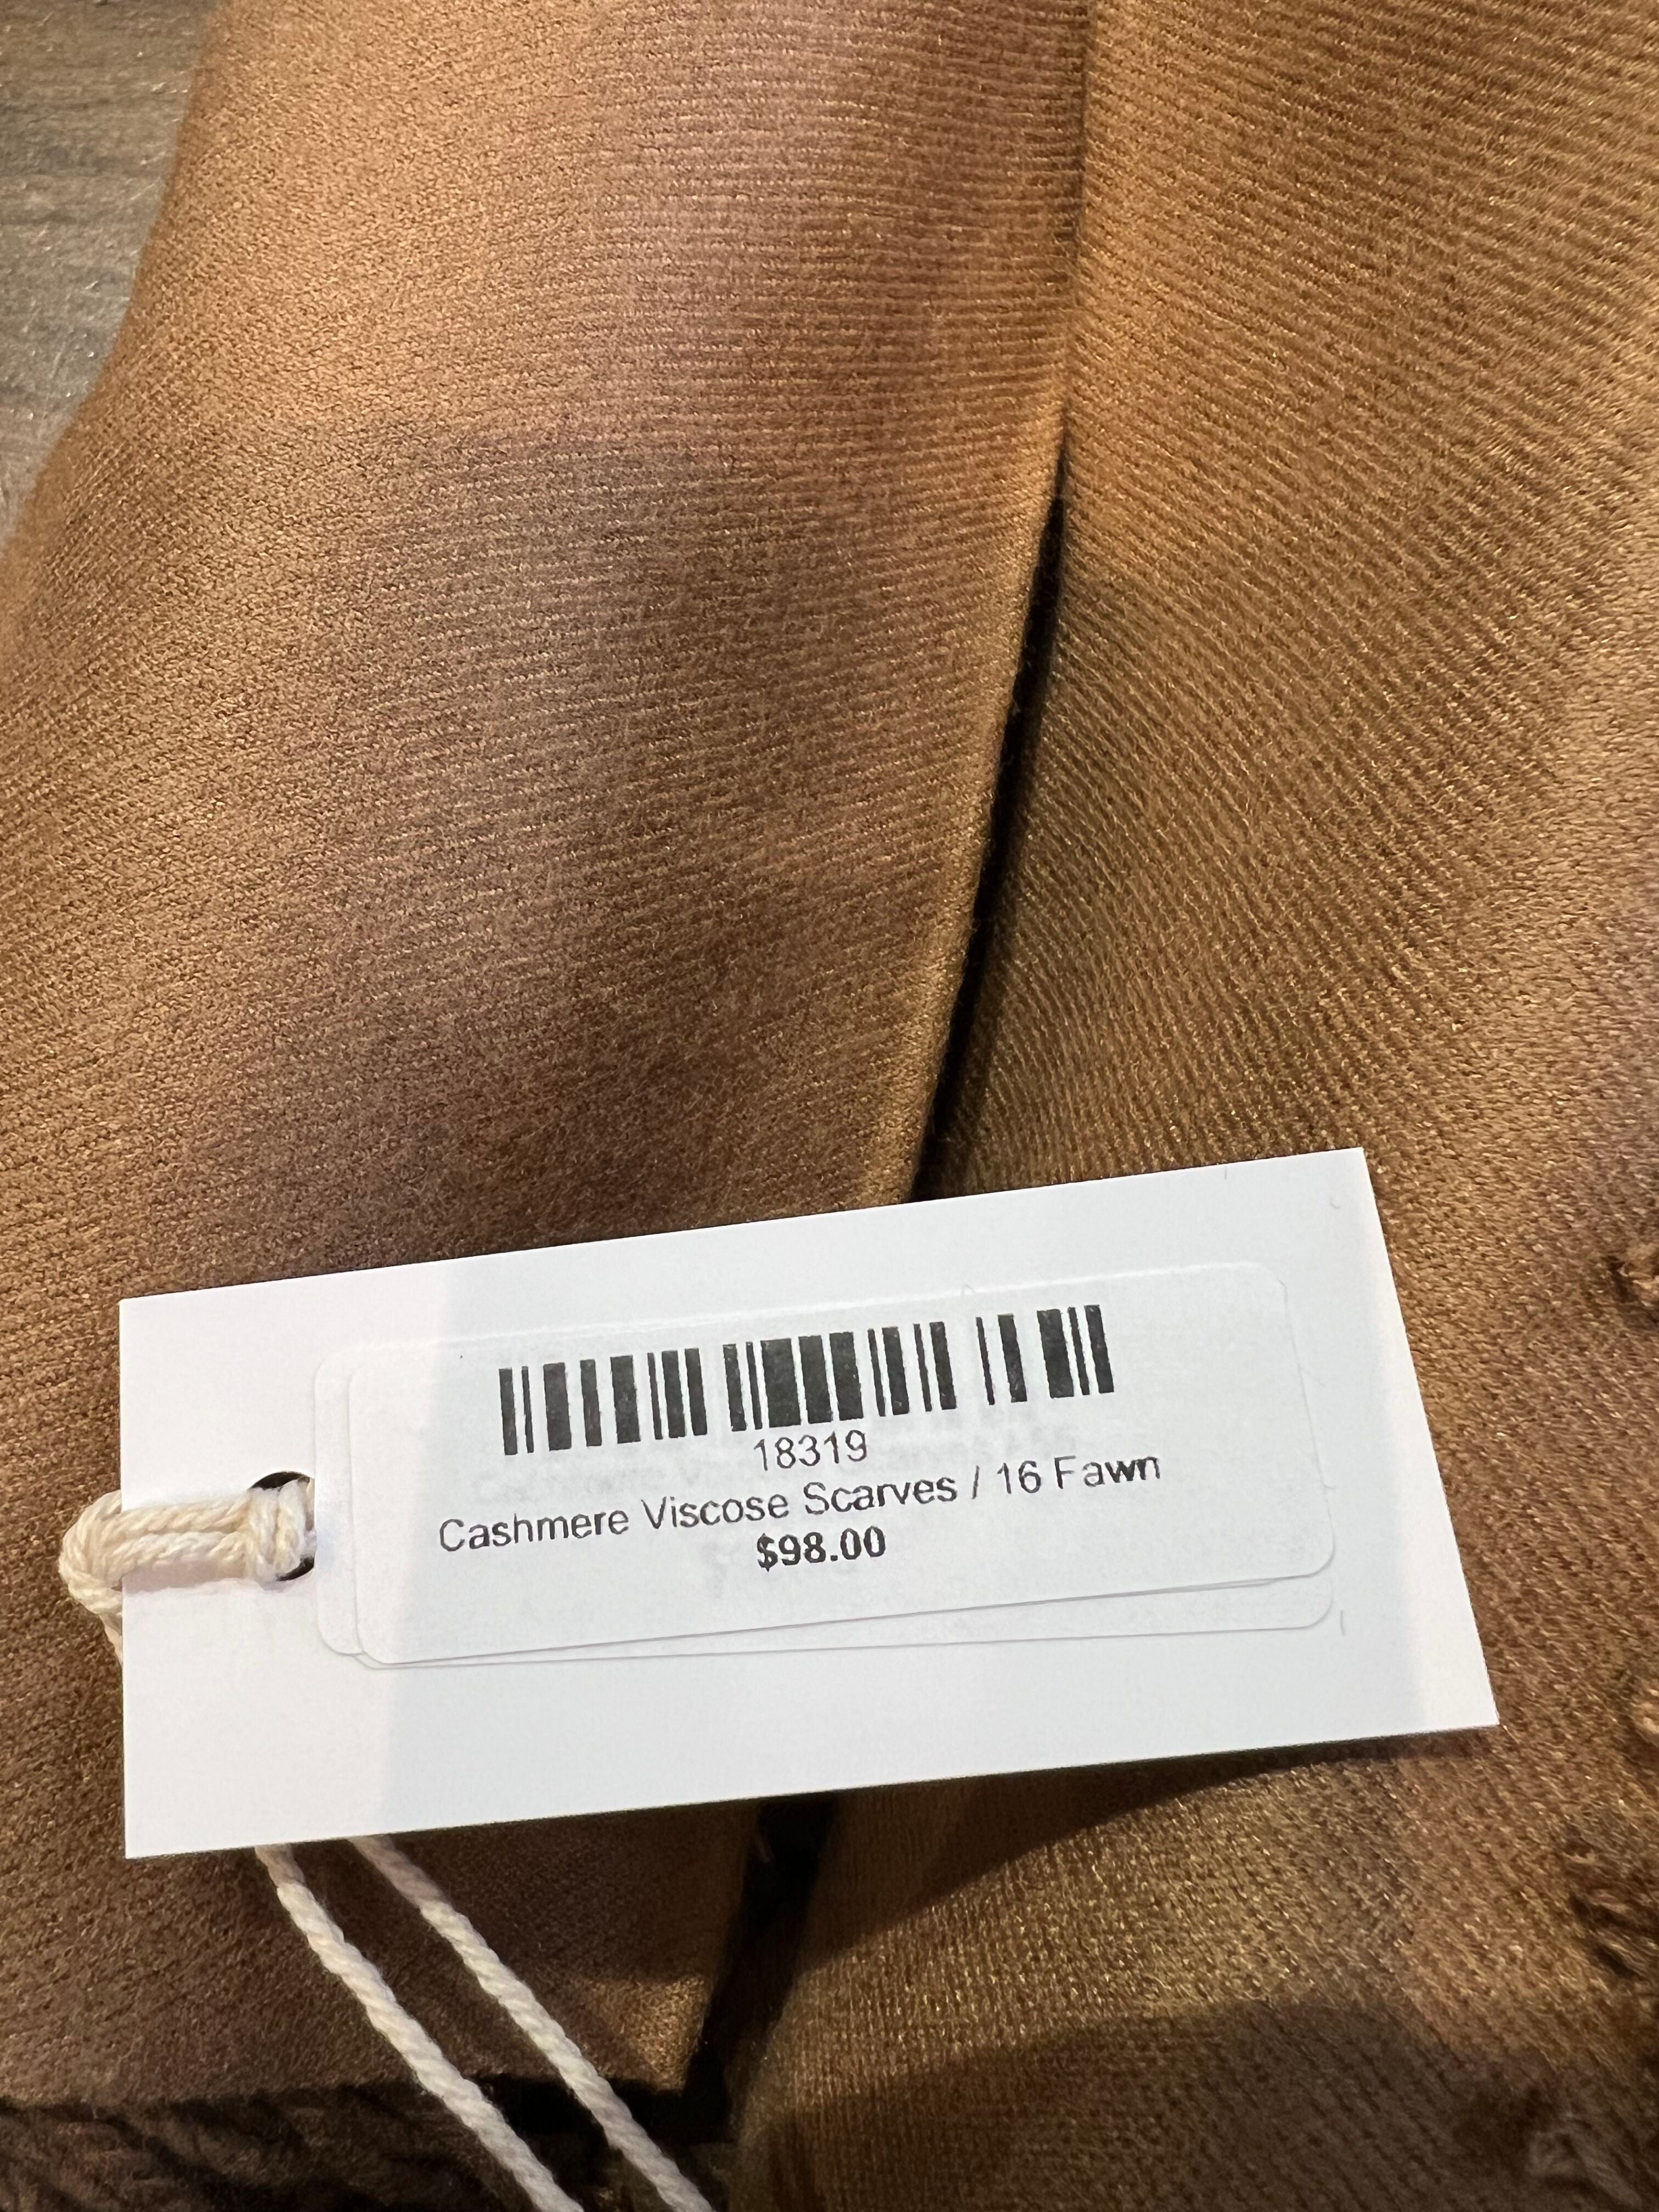 18319
Cashmere Viscose Scarves / 16 Fawn
$98.00